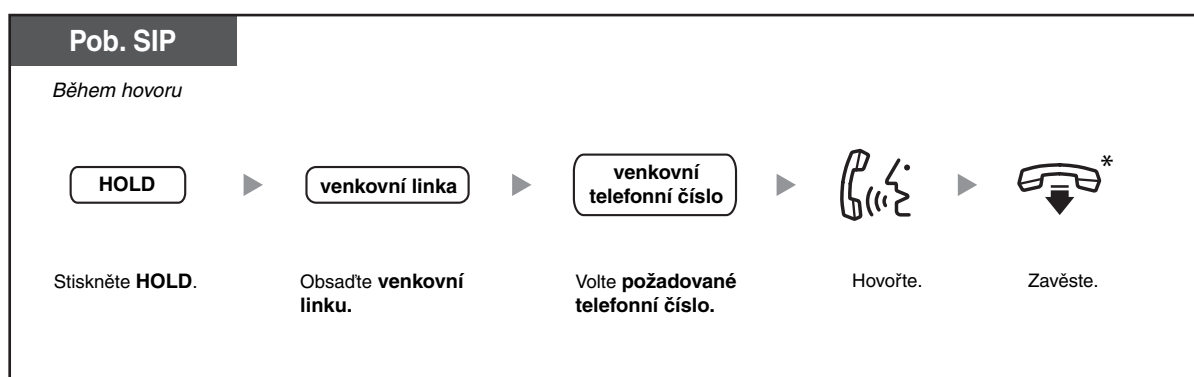 Pob. SIP
Během hovoru
HOLD
venkovní linka
venkovní
telefonní číslo
*
Stiskněte HOLD.
Obsaďte venkovní
linku.
Volte požadované
telefonní číslo.
Hovořte.
Zavěste.